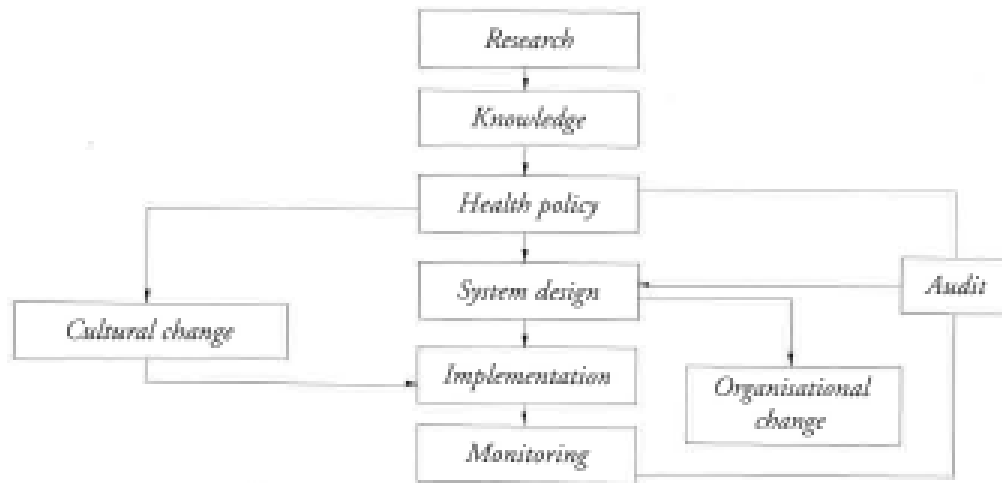 Research
Knowledge
Health policy
System design
Audit
Cultural change
Implementation
Organisational
change
Monitoring